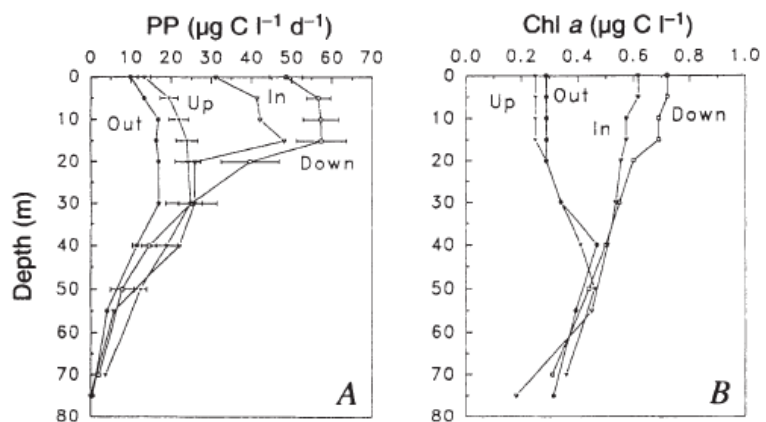 PP (µg C l⁻¹ d⁻¹)
0 10 20 30 40 50 60 70
Chl a (µg C l⁻¹)
0.0 0.2 0.4 0.6 0.8 1.0
Depth (m)
0
10
20
30
40
50
60
70
80
Out
Up
In
Down
A
0
10
20
30
40
50
60
70
80
Up
Out
In
Down
B